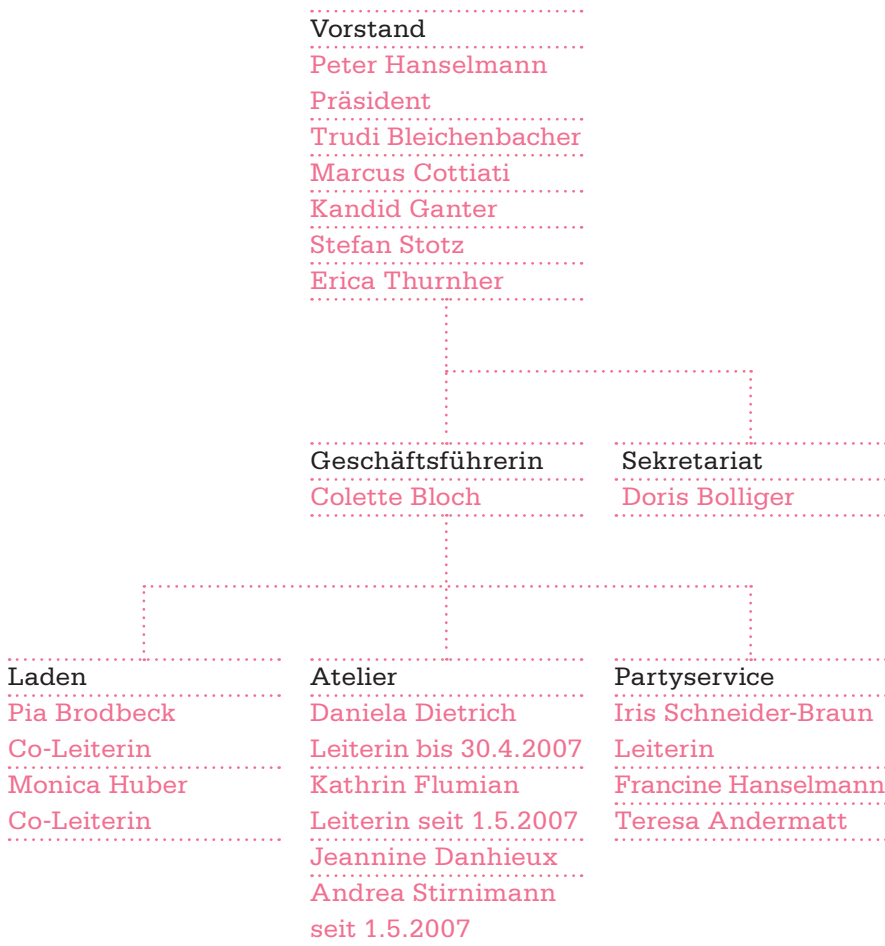 Vorstand
Peter Hanselmann
Präsident
Trudi Bleichenbacher
Marcus Cottiati
Kandid Ganter
Stefan Stotz
Erica Thurnher
Geschäftsführerin
Colette Bloch
Sekretariat
Doris Bolliger
Laden
Pia Brodbeck
Co-Leiterin
Monica Huber
Co-Leiterin
Atelier
Daniela Dietrich
Leiterin bis 30.4.2007
Kathrin Flumian
Leiterin seit 1.5.2007
Jeannine Danhieux
Andrea Stirnimann
seit 1.5.2007
Partyservice
Iris Schneider-Braun
Leiterin
Francine Hanselmann
Teresa Andermatt